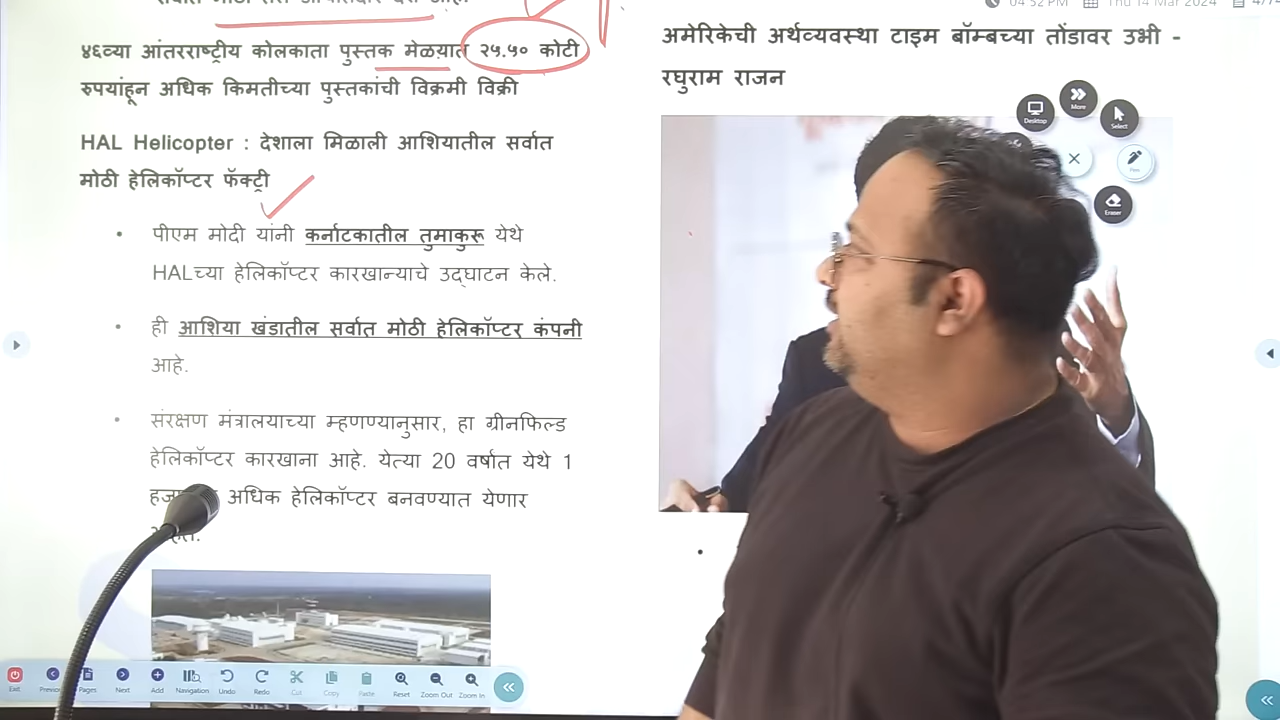 04 52 PM Thu 14 Mar 2024
४६व्या आंतरराष्ट्रीय कोलकाता पुस्तक मेळ्यात २५.५० कोटी
रुपयांहून अधिक किमतीच्या पुस्तकांची विक्रमी विक्री
HAL Helicopter : देशाला मिळाली आशियातील सर्वात
मोठी हेलिकॉप्टर फॅक्ट्री
• पीएम मोदी यांनी कर्नाटकातील तुमाकुरू येथे
HALच्या हेलिकॉप्टर कारखान्याचे उद्घाटन केले.
• ही आशिया खंडातील सर्वात मोठी हेलिकॉप्टर कंपनी
आहे.
• संरक्षण मंत्रालयाच्या म्हणण्यानुसार, हा ग्रीनफिल्ड
हेलिकॉप्टर कारखाना आहे. येत्या 20 वर्षात येथे 1
अधिक हेलिकॉप्टर बनवण्यात येणार
अमेरिकेची अर्थव्यवस्था टाइम बॉम्बच्या तोंडावर उभी -
रघुराम राजन
Desktop
More
Select
Pen
Eraser
Exit
Pages
Next
Add
Navigation
Undo
Redo
Cut
Copy
Paste
Reset
Zoom Out
Zoom In